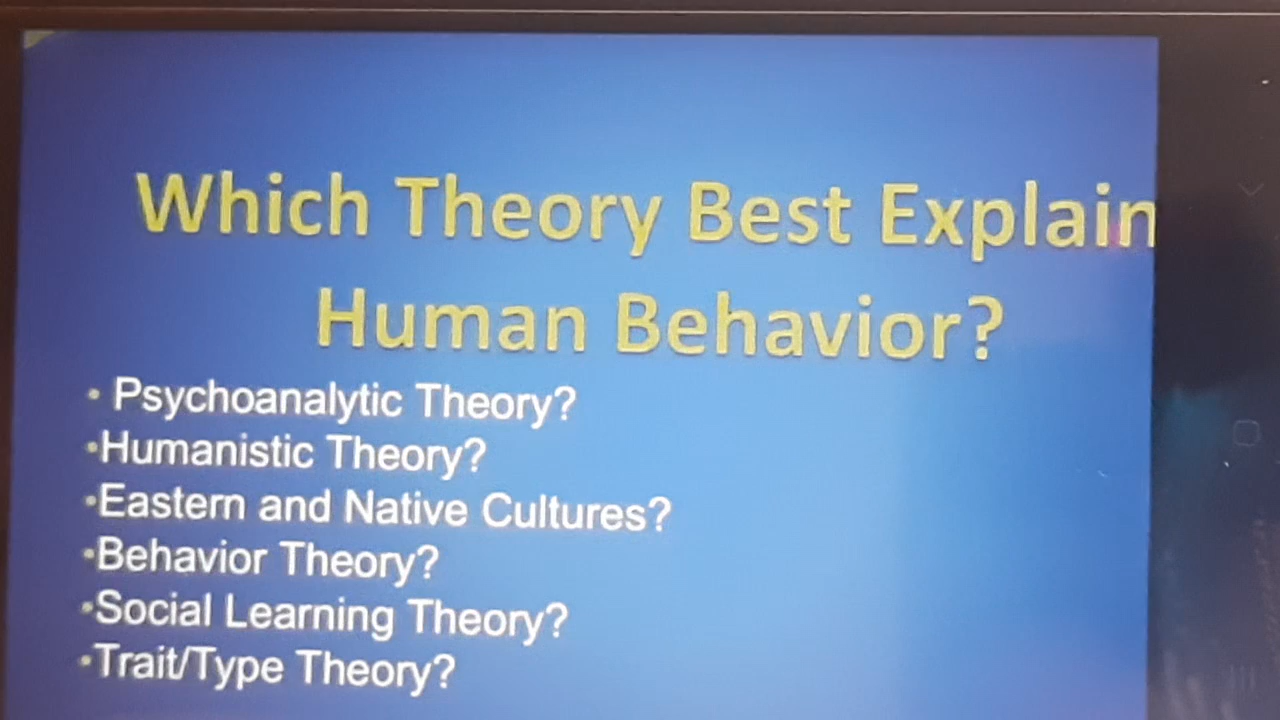 Which Theory Best Explain
Human Behavior?
• Psychoanalytic Theory?
•Humanistic Theory?
•Eastern and Native Cultures?
•Behavior Theory?
•Social Learning Theory?
•Trait/Type Theory?